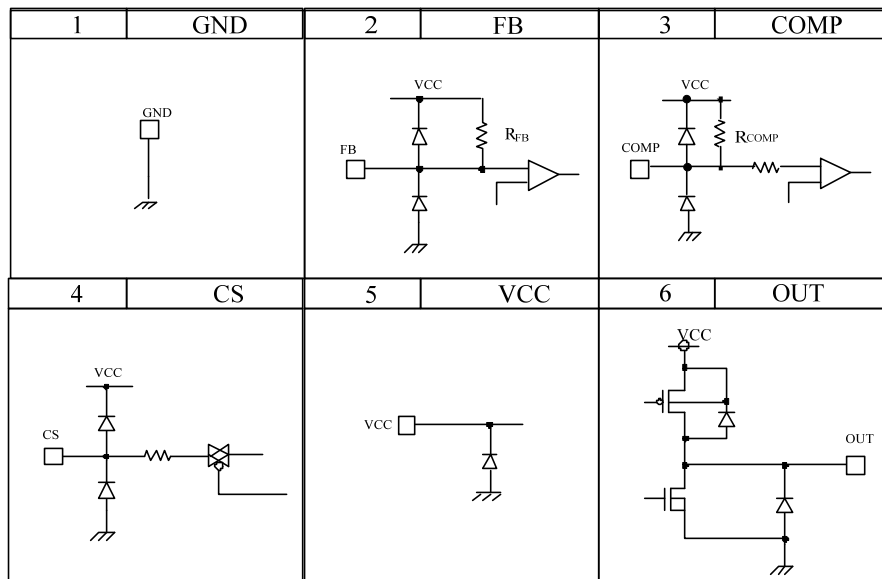 1 GND 2 FB 3 COMP
GND
VCC
RFB
FB
VCC
RCOMP
COMP
4 CS 5 VCC 6 OUT
VCC
CS
VCC
VCC
OUT